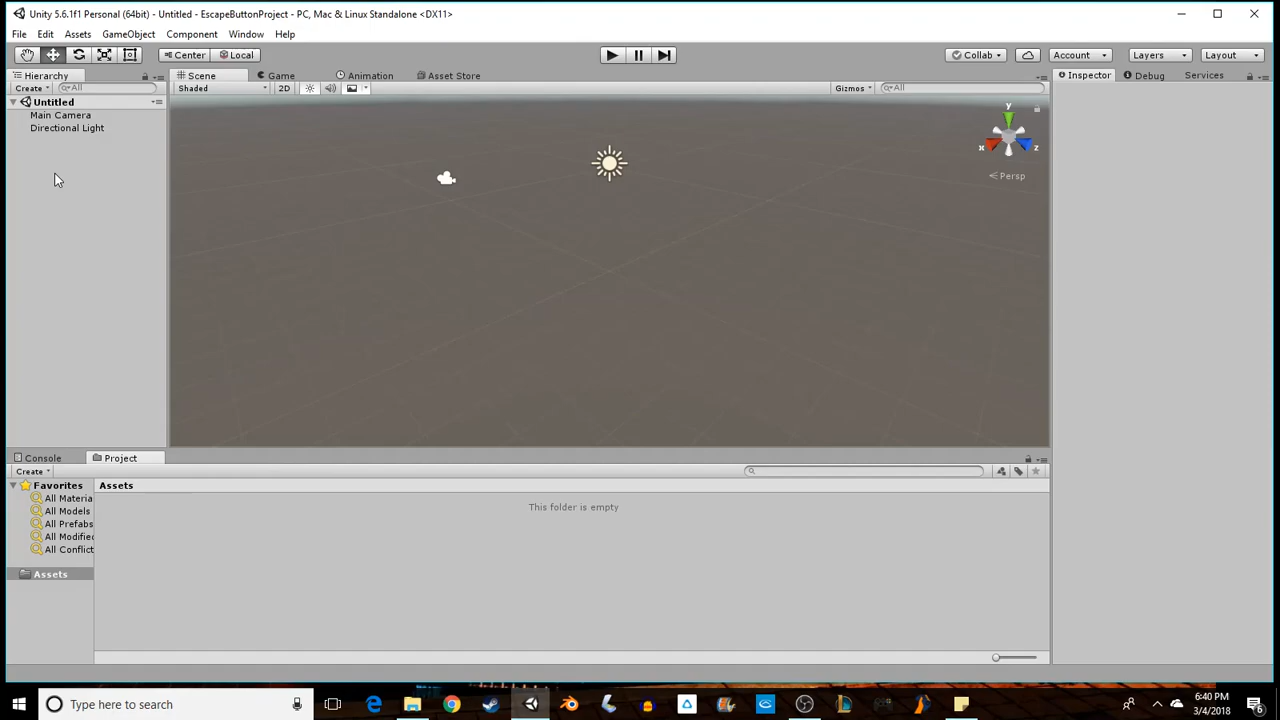 Unity 5.6.1f1 Personal (64bit) - Untitled - EscapeButtonProject - PC, Mac & Linux Standalone <DX11>
File Edit Assets GameObject Component Window Help
Center Local Collab Account Layers Layout
Hierarchy Scene Game Animation Asset Store Inspector Debug Services
Create All Shaded 2D Gizmos All
Untitled
Main Camera
Directional Light
y
x z
Persp
Console Project
Create
Favorites Assets
All Materia
All Models
All Prefabs
All Modified
All Conflict
This folder is empty
Assets
Type here to search
6:40 PM
3/4/2018
6